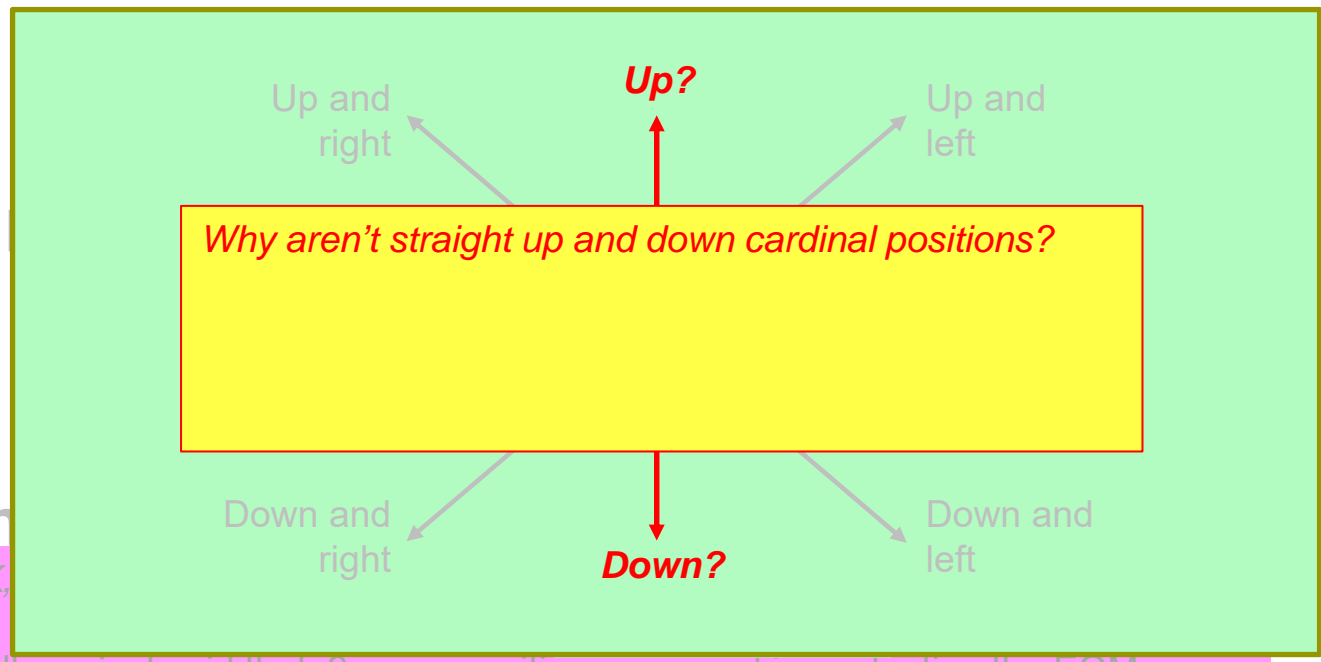 Up?
Up and
right
Up and
left
Why aren't straight up and down cardinal positions?
Down and
right
Down and
left
Down?